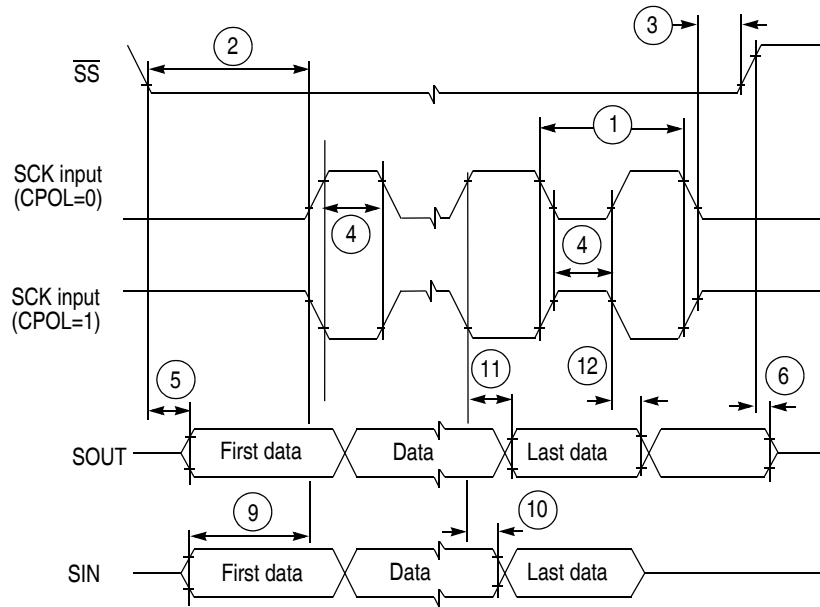 3
2
SS
1
SCK input
(CPOL=0)
4
4
SCK input
(CPOL=1)
5
11
12
6
SOUT
First data
Data
Last data
9
10
SIN
First data
Data
Last data